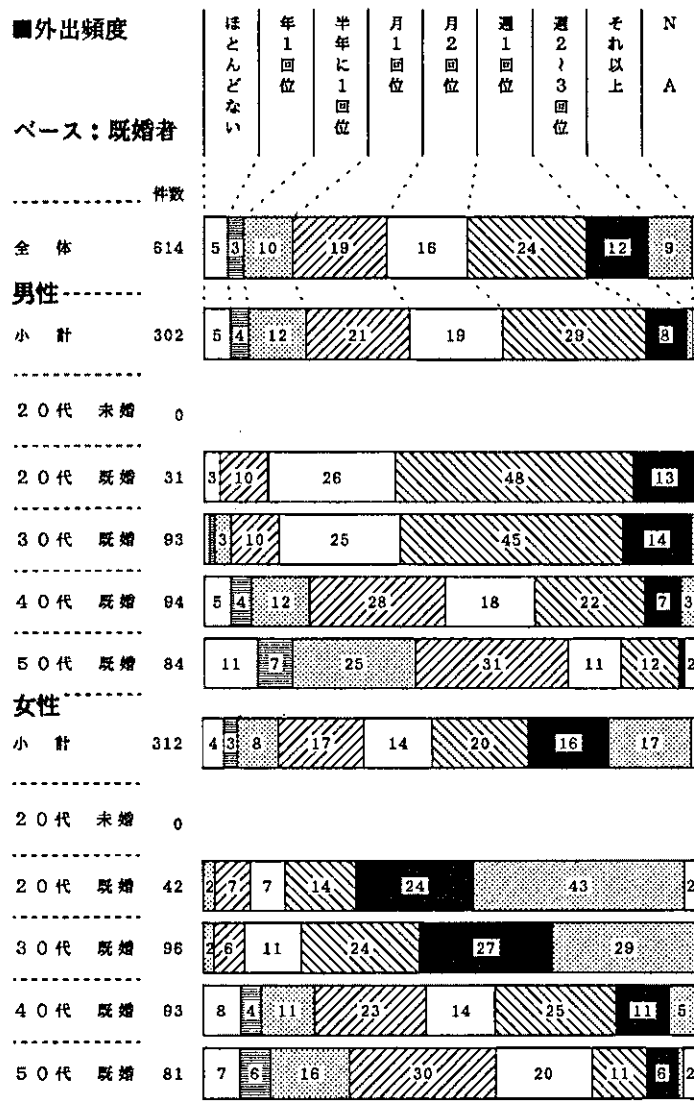 ■外出頻度
ほとんどない
年1回位
半年に1回位
月1回位
月2回位
週1回位
週2〜3回位
それ以上
N A
ベース：既婚者
件数
全体 614 5 3 10 19 16 24 12 9
男性
小計 302 5 4 12 21 19 29 8
20代 未婚 0
20代 既婚 31 3 10 26 48 13
30代 既婚 93 3 10 25 45 14
40代 既婚 94 5 4 12 28 18 22 7 3
50代 既婚 84 11 7 25 31 11 12 2
女性
小計 312 4 3 8 17 14 20 16 17
20代 未婚 0
20代 既婚 42 2 7 7 14 24 43 2
30代 既婚 96 2 6 11 24 27 29
40代 既婚 93 8 4 11 23 14 25 11 5
50代 既婚 81 7 6 16 30 20 11 6 2